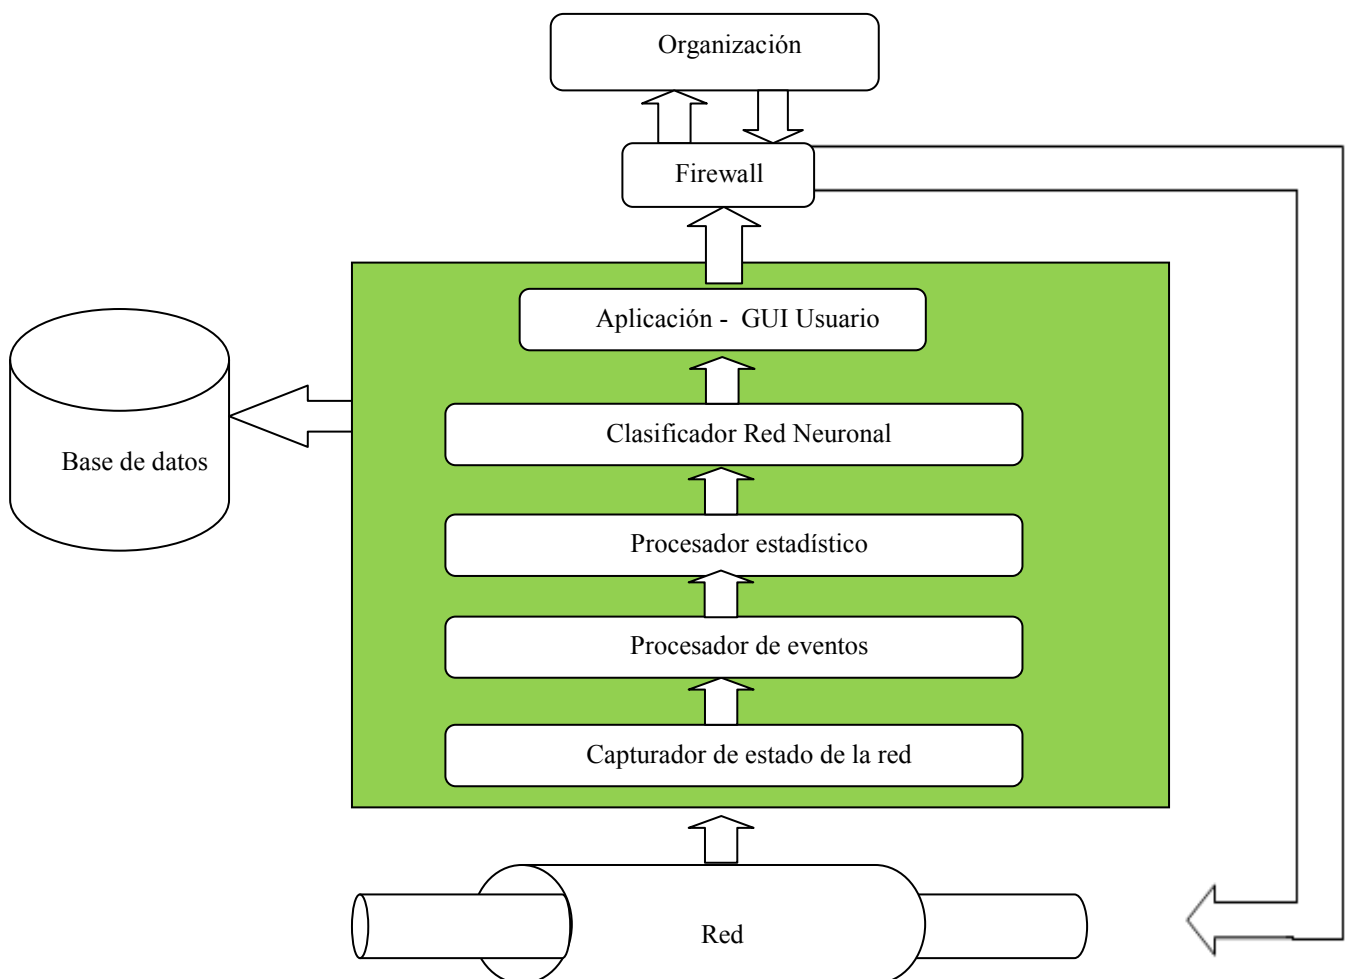 Organización
Firewall
Aplicación -  GUI Usuario
Clasificador Red Neuronal
Base de datos
Procesador estadístico
Procesador de eventos
Capturador de estado de la red
Red